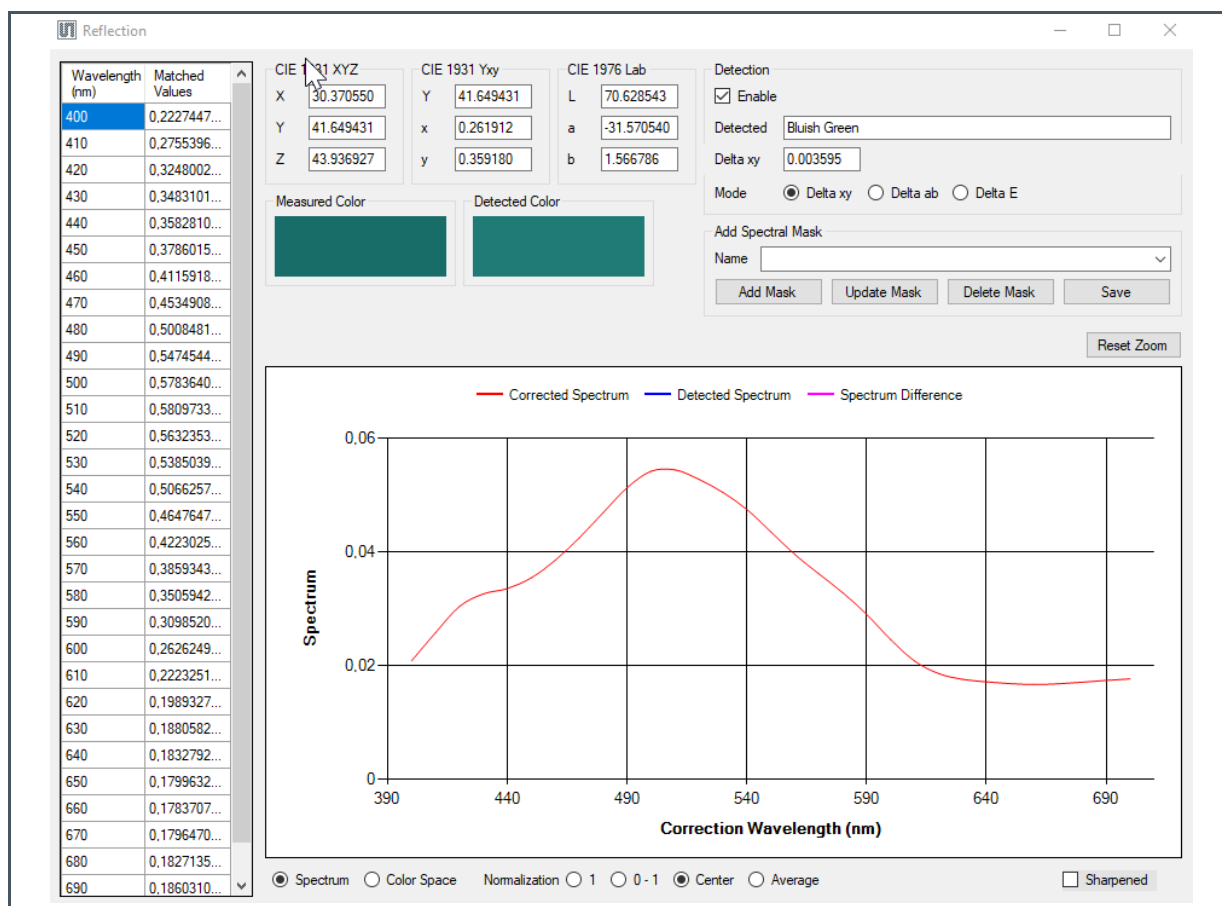 Reflection
Wavelength (nm) Matched Values
400 0,2227447...
410 0,2755396...
420 0,3248002...
430 0,3483101...
440 0,3582810...
450 0,3786015...
460 0,4115918...
470 0,4534908...
480 0,5008481...
490 0,5474544...
500 0,5783640...
510 0,5809733...
520 0,5632353...
530 0,5385039...
540 0,5066257...
550 0,4647647...
560 0,4223025...
570 0,3859343...
580 0,3505942...
590 0,3098520...
600 0,2626249...
610 0,2223251...
620 0,1989327...
630 0,1880582...
640 0,1832792...
650 0,1799632...
660 0,1783707...
670 0,1796470...
680 0,1827135...
690 0,1860310...
CIE 1931 XYZ
X 30.370550
Y 41.649431
Z 43.936927
CIE 1931 Yxy
Y 41.649431
x 0.261912
y 0.359180
CIE 1976 Lab
L 70.628543
a -31.570540
b 1.566786
Measured Color
Detected Color
Detection
Enable
Detected Bluish Green
Delta xy 0.003595
Mode Delta xy Delta ab Delta E
Add Spectral Mask
Name
Add Mask Update Mask Delete Mask Save
Reset Zoom
Corrected Spectrum Detected Spectrum Spectrum Difference
Spectrum
0,06
0,04
0,02
0
390 440 490 540 590 640 690
Correction Wavelength (nm)
Spectrum Color Space Normalization 1 0 - 1 Center Average Sharpened